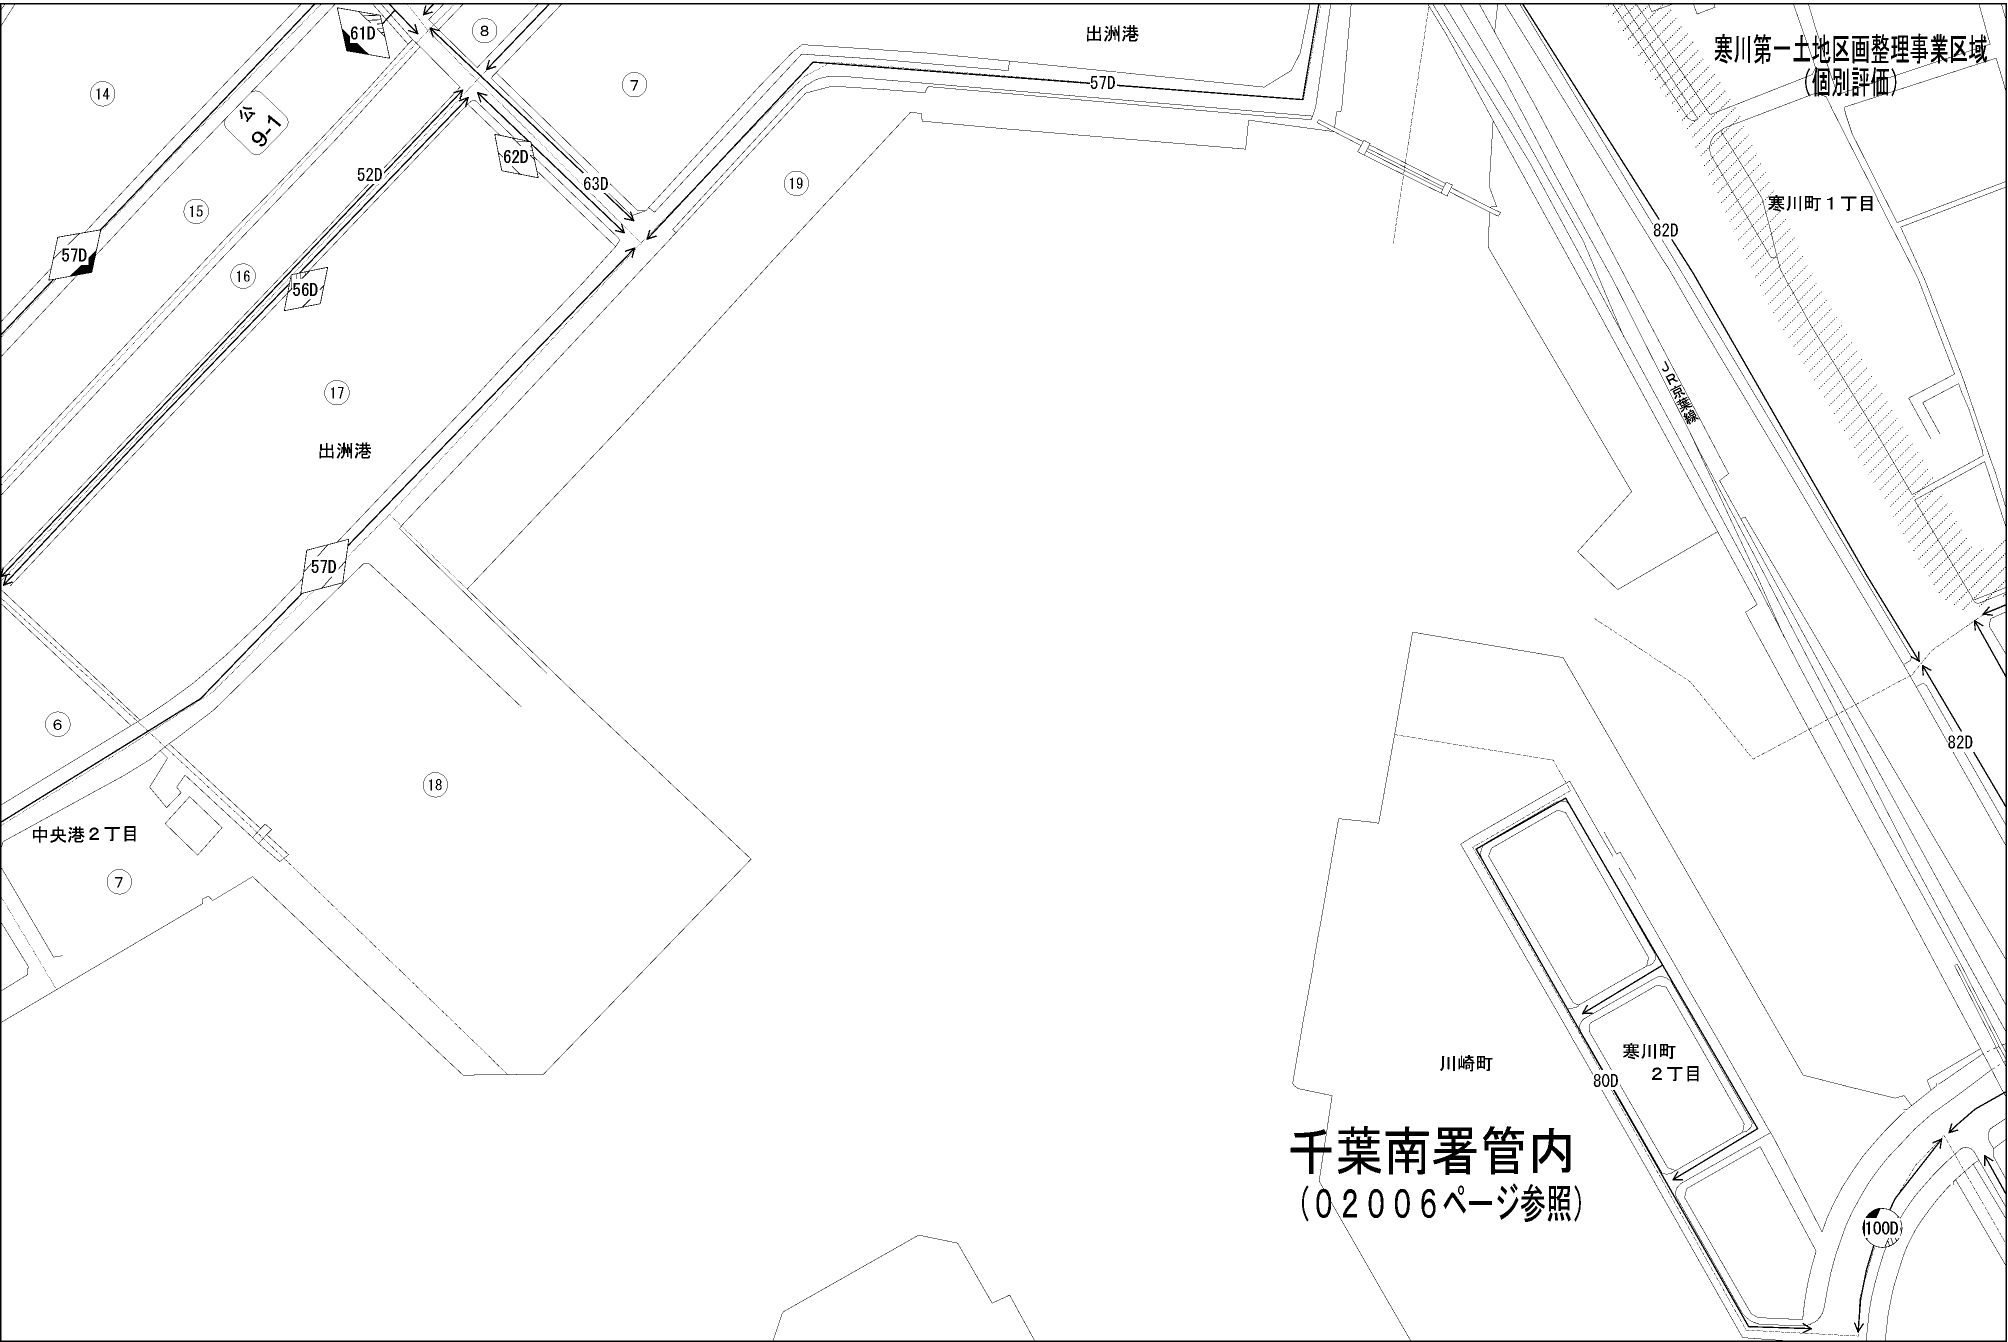 61D
8
出洲港
寒川第一土地区画整理事業区域
（個別評価）
14
7
57D
公
9-1
62D
52D
63D
19
15
寒川町１丁目
82D
57D
16
56D
JR京葉線
17
出洲港
57D
6
82D
18
中央港２丁目
7
川崎町
寒川町
２丁目
80D
千葉南署管内
（０２００６ページ参照）
100D